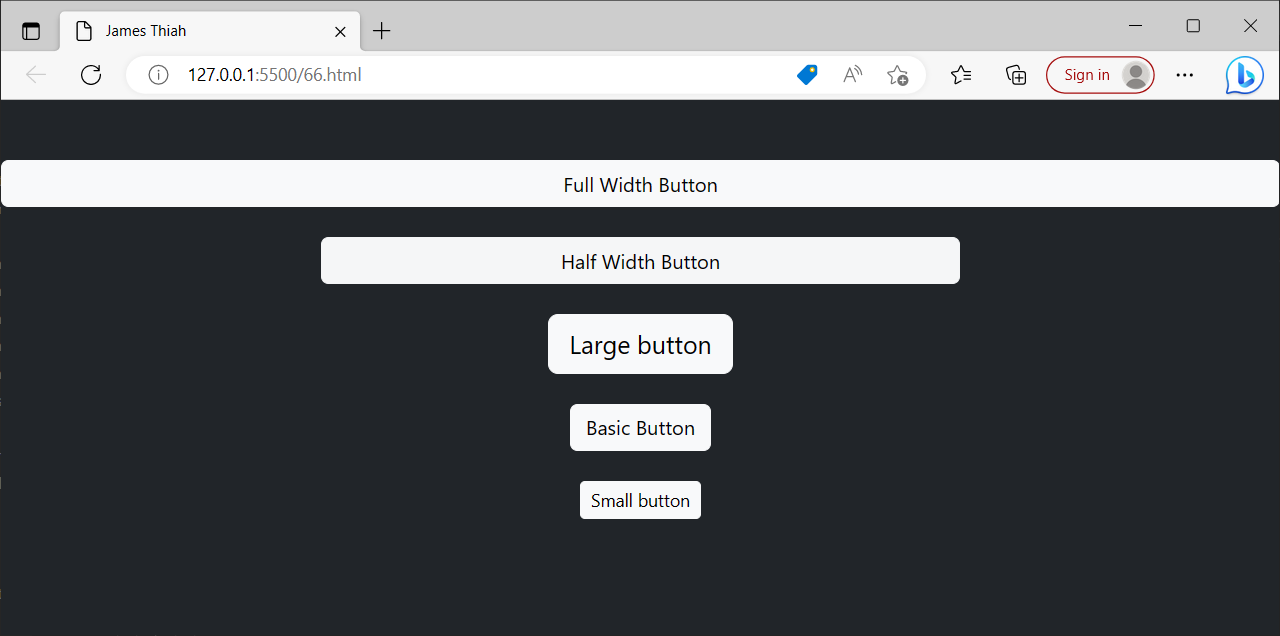 James Thiah
127.0.0.1:5500/66.html
Sign in
Full Width Button
Half Width Button
Large button
Basic Button
Small button